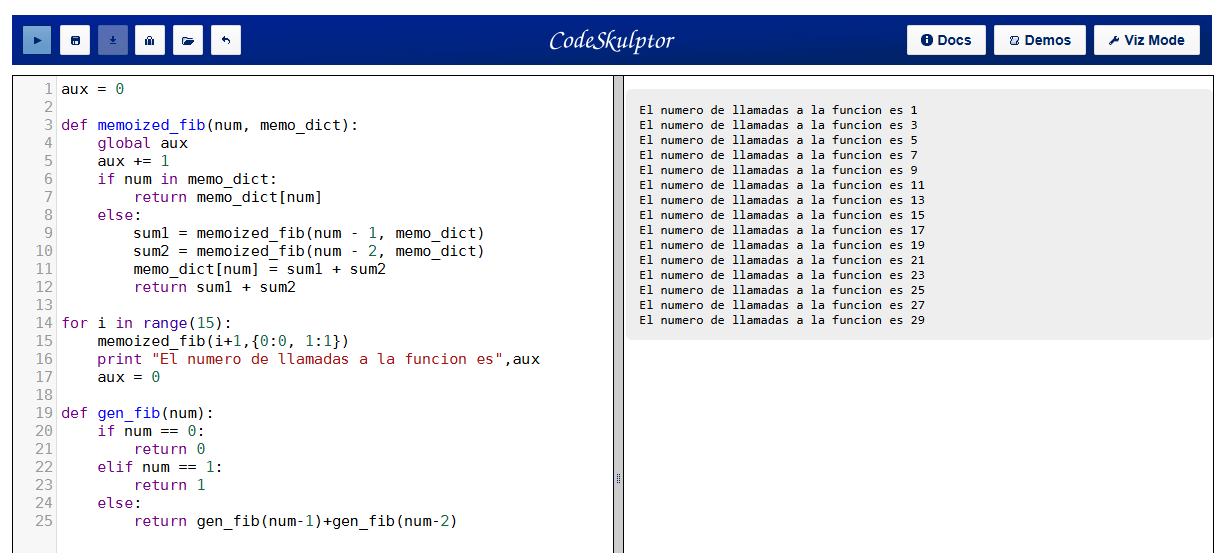 CodeSkulptor
Docs
Demos
Viz Mode
1 aux = 0
2
3 def memoized_fib(num, memo_dict):
4     global aux
5     aux += 1
6     if num in memo_dict:
7         return memo_dict[num]
8     else:
9         sum1 = memoized_fib(num - 1, memo_dict)
10         sum2 = memoized_fib(num - 2, memo_dict)
11         memo_dict[num] = sum1 + sum2
12         return sum1 + sum2
13
14 for i in range(15):
15     memoized_fib(i+1,{0:0, 1:1})
16     print "El numero de llamadas a la funcion es",aux
17     aux = 0
18
19 def gen_fib(num):
20     if num == 0:
21         return 0
22     elif num == 1:
23         return 1
24     else:
25         return gen_fib(num-1)+gen_fib(num-2)
El numero de llamadas a la funcion es 1
El numero de llamadas a la funcion es 3
El numero de llamadas a la funcion es 5
El numero de llamadas a la funcion es 7
El numero de llamadas a la funcion es 9
El numero de llamadas a la funcion es 11
El numero de llamadas a la funcion es 13
El numero de llamadas a la funcion es 15
El numero de llamadas a la funcion es 17
El numero de llamadas a la funcion es 19
El numero de llamadas a la funcion es 21
El numero de llamadas a la funcion es 23
El numero de llamadas a la funcion es 25
El numero de llamadas a la funcion es 27
El numero de llamadas a la funcion es 29